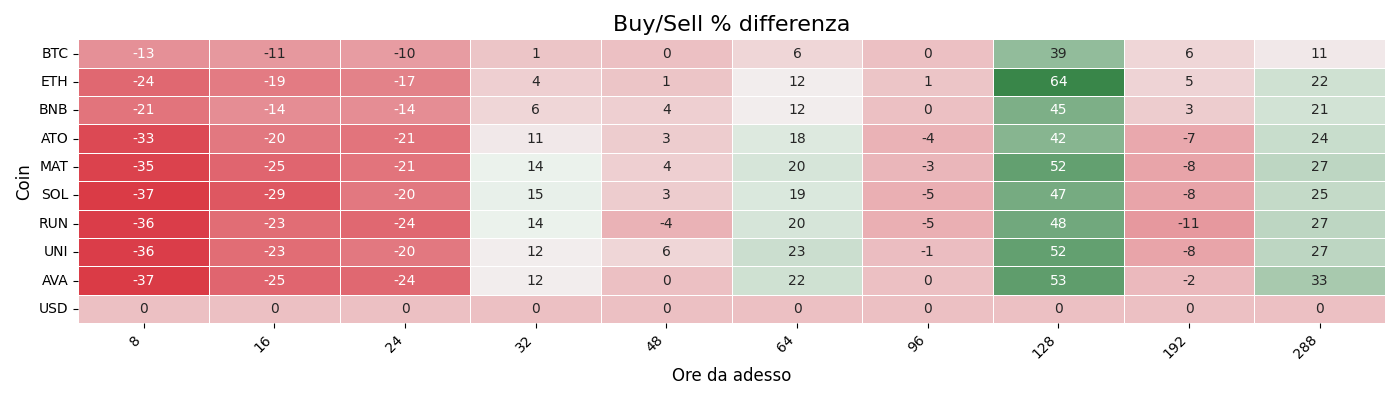 Buy/Sell % differenza
Coin
BTC -13 -11 -10 1 0 6 0 39 6 11
ETH -24 -19 -17 4 1 12 1 64 5 22
BNB -21 -14 -14 6 4 12 0 45 3 21
ATO -33 -20 -21 11 3 18 -4 42 -7 24
MAT -35 -25 -21 14 4 20 -3 52 -8 27
SOL -37 -29 -20 15 3 19 -5 47 -8 25
RUN -36 -23 -24 14 -4 20 -5 48 -11 27
UNI -36 -23 -20 12 6 23 -1 52 -8 27
AVA -37 -25 -24 12 0 22 0 53 -2 33
USD 0 0 0 0 0 0 0 0 0 0
8 16 24 32 48 64 96 128 192 288
Ore da adesso